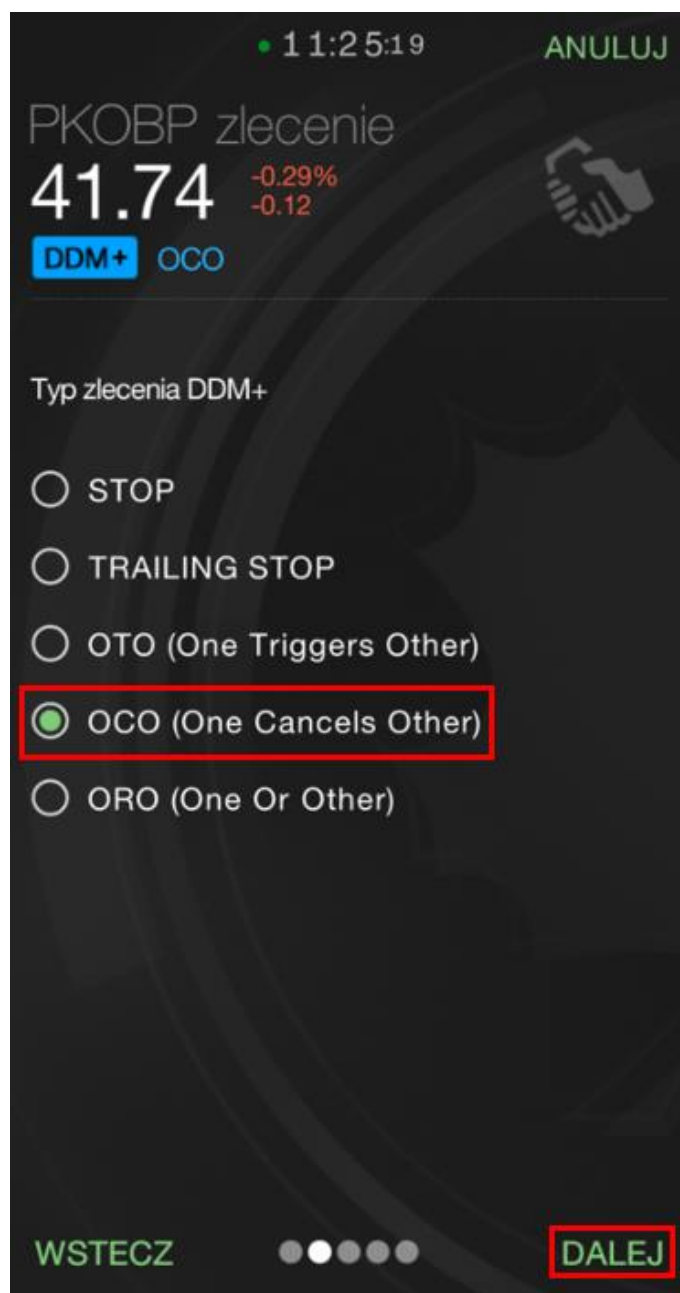 11:25:19 ANULUJ
PKOBP zlecenie
41.74 -0.29%
-0.12
DDM+ OCO
Typ zlecenia DDM+
STOP
TRAILING STOP
OTO (One Triggers Other)
OCO (One Cancels Other)
ORO (One Or Other)
WSTECZ DALEJ